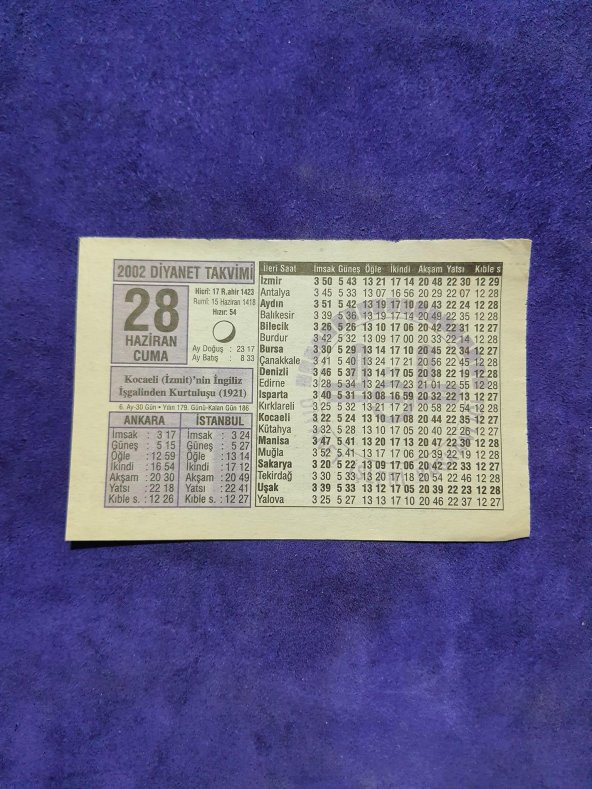 2002 DİYANET TAKVİMİ
28
HAZİRAN
CUMA
Hicri: 17 R.ahir 1423
Rumî: 15 Haziran 1418
Hızır: 54
Ay Doğuş : 23 17
Ay Batış : 8 33
Kocaeli (İzmit)'nin İngiliz
İşgalinden Kurtuluşu (1921)
6. Ay-30 Gün • Yılın 179. Günü-Kalan Gün 186
ANKARA
İmsak : 3 17
Güneş : 5 15
Öğle : 12 59
İkindi : 16 54
Akşam : 20 30
Yatsı : 22 18
Kıble s. : 12 26
İSTANBUL
İmsak : 3 24
Güneş : 5 27
Öğle : 13 14
İkindi : 17 12
Akşam : 20 49
Yatsı : 22 41
Kıble s. : 12 27
İleri Saat İmsak Güneş Öğle İkindi Akşam Yatsı Kıble s
İzmir 3 50 5 43 13 21 17 14 20 48 22 30 12 29
Antalya 3 45 5 33 13 07 16 56 20 29 22 07 12 28
Aydın 3 51 5 42 13 19 17 10 20 43 22 24 12 28
Balıkesir 3 39 5 36 13 19 17 14 20 49 22 35 12 28
Bilecik 3 26 5 26 13 10 17 06 20 42 22 30 12 27
Burdur 3 42 5 32 13 09 17 00 20 33 22 14 12 28
Bursa 3 30 5 29 13 14 17 10 20 45 22 34 12 27
Çanakkale 3 41 5 40 13 24 17 20 20 56 22 44 12 28
Denizli 3 46 5 37 13 14 17 05 20 38 22 19 12 28
Edirne 3 28 5 34 13 24 17 23 21 01 22 55 12 28
Isparta 3 40 5 31 13 08 16 59 20 32 22 13 12 27
Kırklareli 3 25 5 32 13 21 17 21 20 58 22 54 12 28
Kocaeli 3 22 5 24 13 10 17 08 20 44 22 35 12 27
Kütahya 3 32 5 28 13 10 17 05 20 39 22 26 12 27
Manisa 3 47 5 41 13 20 17 13 20 47 22 30 12 28
Muğla 3 52 5 41 13 17 17 06 20 39 22 19 12 28
Sakarya 3 20 5 22 13 09 17 06 20 42 22 33 12 27
Tekirdağ 3 30 5 33 13 20 17 18 20 54 22 46 12 28
Uşak 3 39 5 33 13 12 17 05 20 39 22 23 12 28
Yalova 3 25 5 27 13 13 17 10 20 46 22 37 12 27